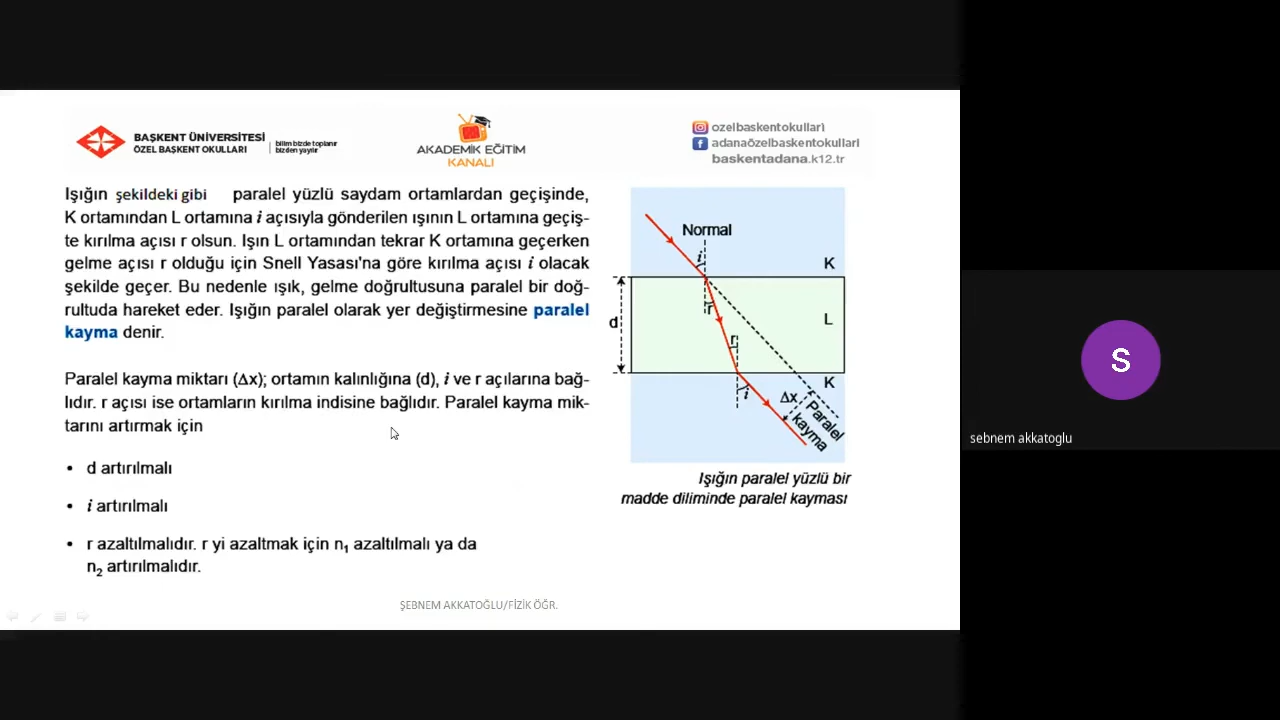 BAŞKENT ÜNİVERSİTESİ
ÖZEL BAŞKENT OKULLARI
bilim bizde toplanır
bizden yayılır
AKADEMİK EĞİTİM
KANALI
ozelbaskentokullari
adanaözelbaskentokullari
baskentadana.k12.tr
Işığın şekildeki gibi paralel yüzlü saydam ortamlardan geçişinde,
K ortamından L ortamına i açısıyla gönderilen ışının L ortamına geçiş-
te kırılma açısı r olsun. Işın L ortamından tekrar K ortamına geçerken
gelme açısı r olduğu için Snell Yasası'na göre kırılma açısı i olacak
şekilde geçer. Bu nedenle ışık, gelme doğrultusuna paralel bir doğ-
rultuda hareket eder. Işığın paralel olarak yer değiştirmesine paralel
kayma denir.
Paralel kayma miktarı (Δx); ortamın kalınlığına (d), i ve r açılarına bağ-
lıdır. r açısı ise ortamların kırılma indisine bağlıdır. Paralel kayma mik-
tarını artırmak için
• d artırılmalı
• i artırılmalı
• r azaltılmalıdır. r yi azaltmak için n₁ azaltılmalı ya da
n₂ artırılmalıdır.
Normal
i
K
r
d
L
r
K
i
Δx
Paralel
kayma
Işığın paralel yüzlü bir
madde diliminde paralel kayması
ŞEBNEM AKKATOĞLU/FİZİK ÖĞR.
S
sebnem akkatoglu